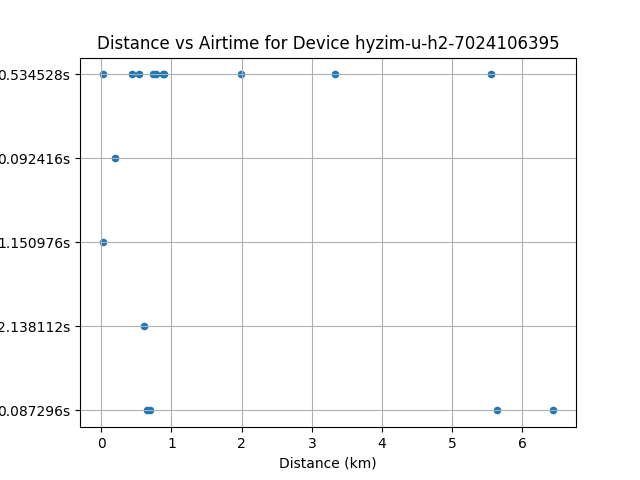 Distance vs Airtime for Device hyzim-u-h2-7024106395
0.534528s
0.092416s
1.150976s
2.138112s
0.087296s
0 1 2 3 4 5 6
Distance (km)